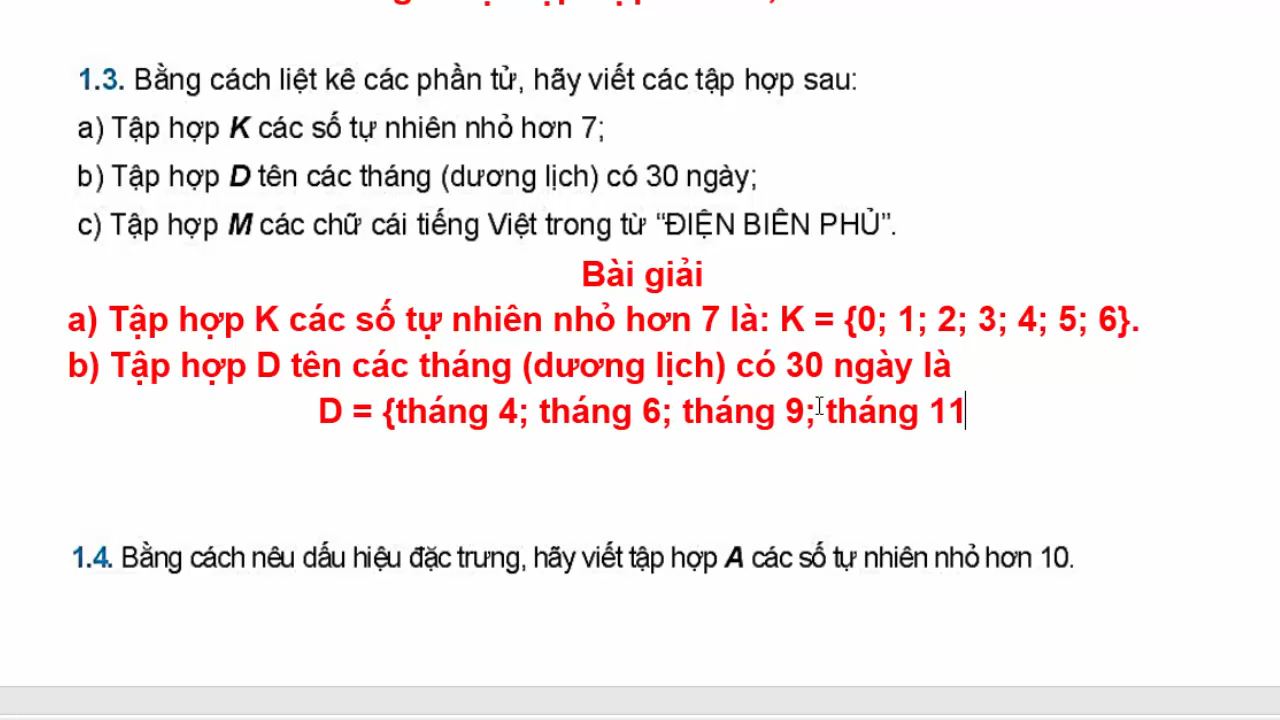 1.3. Bằng cách liệt kê các phần tử, hãy viết các tập hợp sau:
a) Tập hợp K các số tự nhiên nhỏ hơn 7;
b) Tập hợp D tên các tháng (dương lịch) có 30 ngày;
c) Tập hợp M các chữ cái tiếng Việt trong từ “ĐIỆN BIÊN PHỦ”.
Bài giải
a) Tập hợp K các số tự nhiên nhỏ hơn 7 là: K = {0; 1; 2; 3; 4; 5; 6}.
b) Tập hợp D tên các tháng (dương lịch) có 30 ngày là
D = {tháng 4; tháng 6; tháng 9; tháng 11
1.4. Bằng cách nêu dấu hiệu đặc trưng, hãy viết tập hợp A các số tự nhiên nhỏ hơn 10.